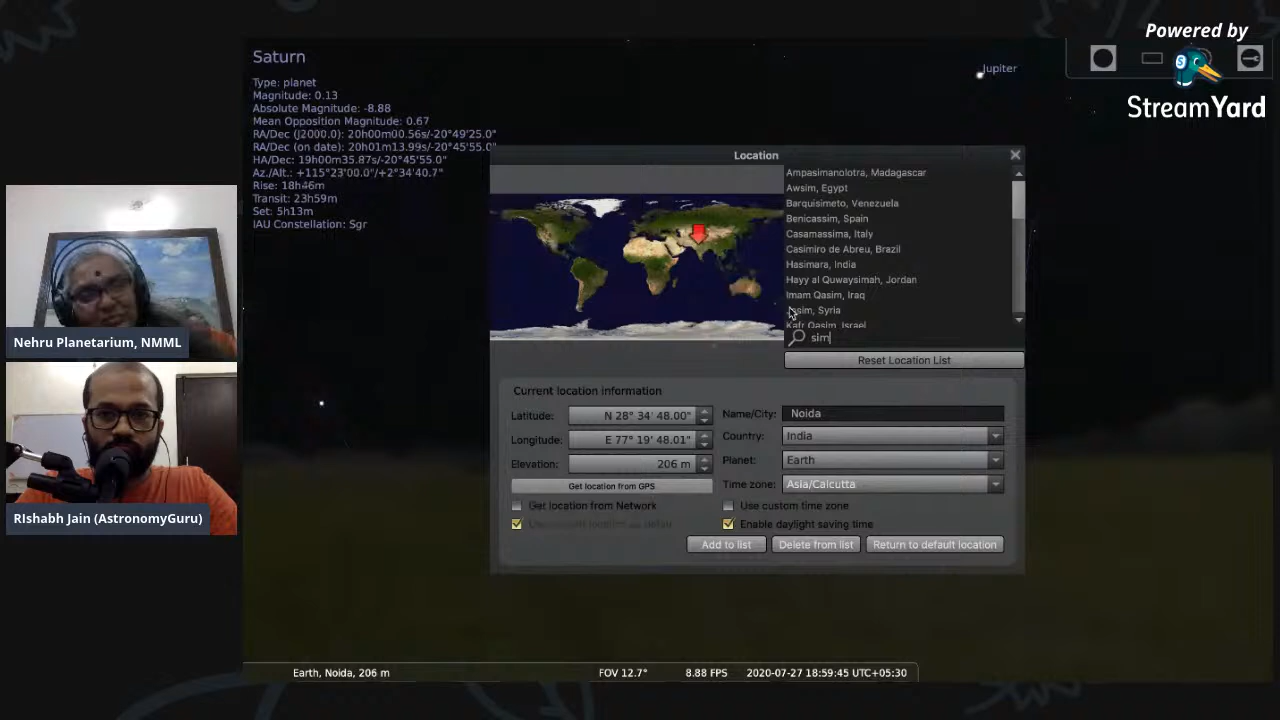 Powered by
StreamYard
Saturn
Type: planet
Magnitude: 0.13
Absolute Magnitude: -8.88
Mean Opposition Magnitude: 0.67
RA/Dec (J2000.0): 20h00m00.56s/-20°49'25.0"
RA/Dec (on date): 20h01m13.99s/-20°45'55.0"
HA/Dec: 19h00m35.87s/-20°45'55.0"
Az./Alt.: +115°23'00.0"/+2°34'40.7"
Rise: 18h46m
Transit: 23h59m
Set: 5h13m
IAU Constellation: Sgr
Jupiter
Location
Ampasimanolotra, Madagascar
Awsim, Egypt
Barquisimeto, Venezuela
Benicassim, Spain
Casamassima, Italy
Casimiro de Abreu, Brazil
Hasimara, India
Hayy al Quwaysimah, Jordan
Imam Qasim, Iraq
Jasim, Syria
Kafr Qasim, Israel
sim
Reset Location List
Current location information
Latitude: N 28° 34' 48.00"
Longitude: E 77° 19' 48.01"
Elevation: 206 m
Get location from GPS
Get location from Network
Name/City: Noida
Country: India
Planet: Earth
Time zone: Asia/Calcutta
Use custom time zone
Enable daylight saving time
Add to list
Delete from list
Return to default location
Nehru Planetarium, NMML
RIshabh Jain (AstronomyGuru)
Earth, Noida, 206 m
FOV 12.7°
8.88 FPS
2020-07-27 18:59:45 UTC+05:30